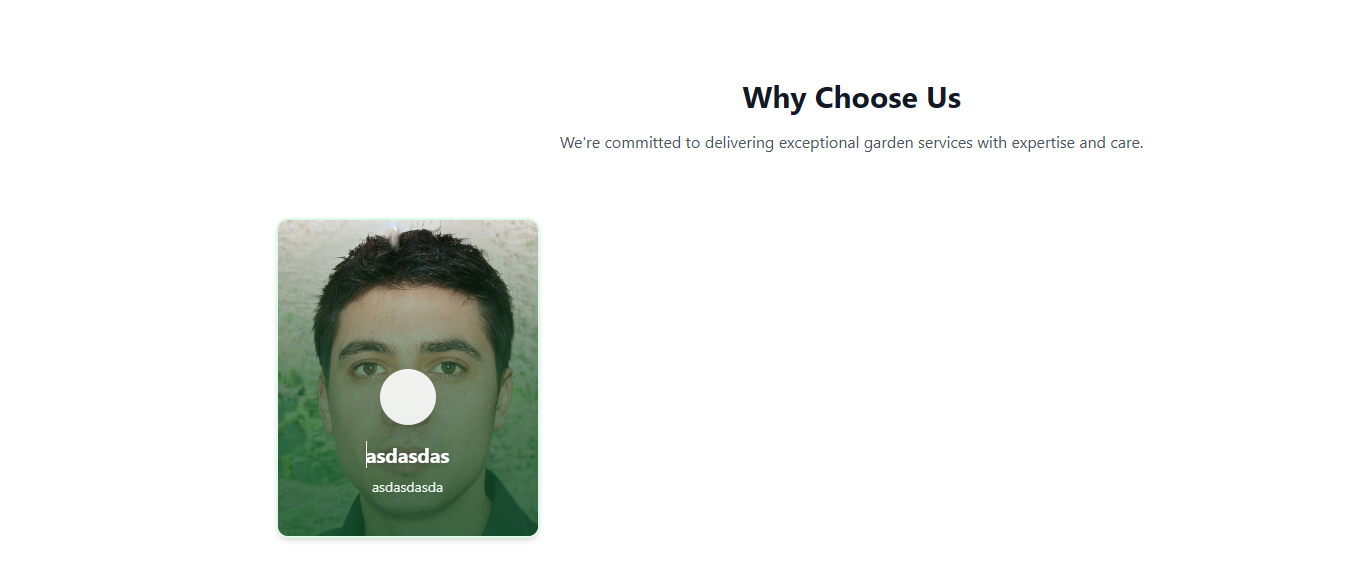 Why Choose Us
We're committed to delivering exceptional garden services with expertise and care.
asdasdas
asdasdasda